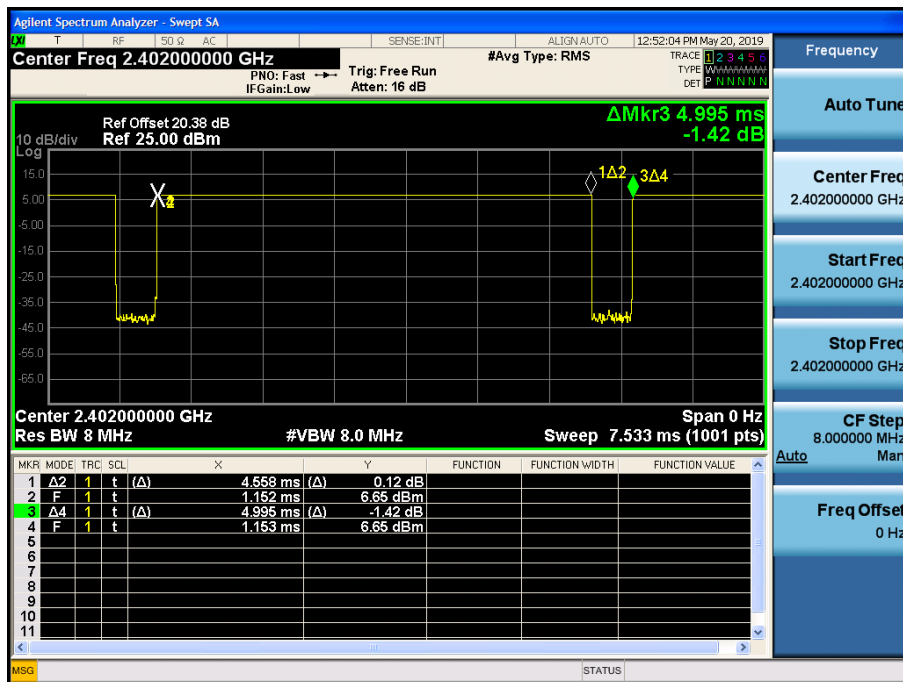 Agilent Spectrum Analyzer - Swept SA
LXI T RF 50 Ω AC SENSE:INT ALIGN AUTO 12:52:04 PM May 20, 2019
Center Freq 2.402000000 GHz #Avg Type: RMS TRACE 1 2 3 4 5 6
PNO: Fast Trig: Free Run TYPE W
IFGain:Low Atten: 16 dB DET P N N N N N
Frequency
Auto Tune
Center Freq
2.402000000 GHz
Start Freq
2.402000000 GHz
Stop Freq
2.402000000 GHz
CF Step
8.000000 MHz
Auto Man
Freq Offset
0 Hz
ΔMkr3 4.995 ms
-1.42 dB
Ref Offset 20.38 dB
10 dB/div Ref 25.00 dBm
Log
15.0
5.00
-5.00
-15.0
-25.0
-35.0
-45.0
-55.0
-65.0
1Δ2 3Δ4
Center 2.402000000 GHz Span 0 Hz
Res BW 8 MHz #VBW 8.0 MHz Sweep 7.533 ms (1001 pts)
MKR MODE TRC SCL X Y FUNCTION FUNCTION WIDTH FUNCTION VALUE
1 Δ2 1 t (Δ) 4.558 ms (Δ) 0.12 dB
2 F 1 t 1.152 ms 6.65 dBm
3 Δ4 1 t (Δ) 4.995 ms (Δ) -1.42 dB
4 F 1 t 1.153 ms 6.65 dBm
5
6
7
8
9
10
11
MSG STATUS